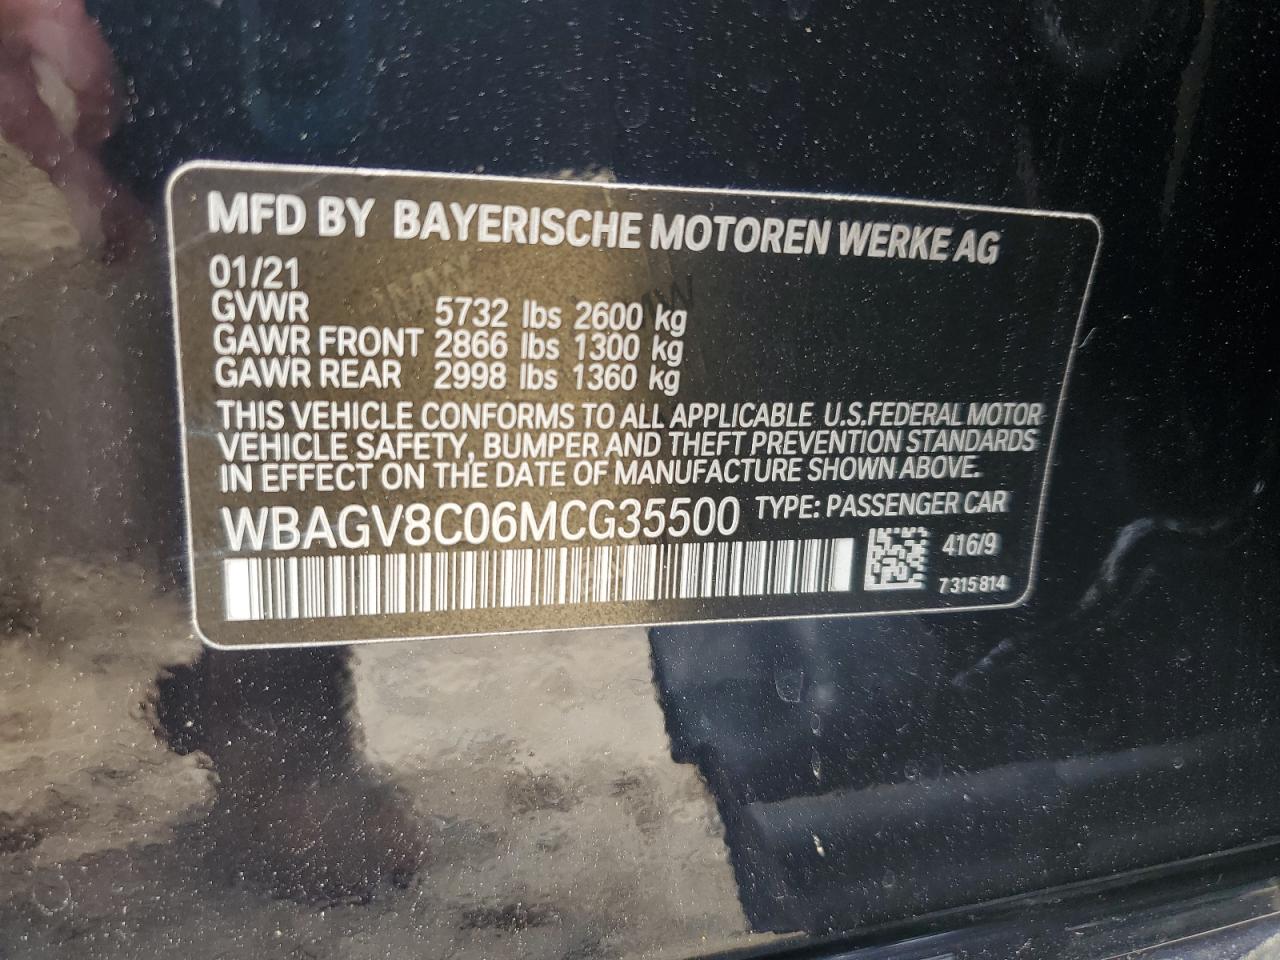 MFD BY BAYERISCHE MOTOREN WERKE AG
01/21
GVWR 5732 lbs 2600 kg
GAWR FRONT 2866 lbs 1300 kg
GAWR REAR 2998 lbs 1360 kg
THIS VEHICLE CONFORMS TO ALL APPLICABLE U.S.FEDERAL MOTOR
VEHICLE SAFETY, BUMPER AND THEFT PREVENTION STANDARDS
IN EFFECT ON THE DATE OF MANUFACTURE SHOWN ABOVE.
WBAGV8C06MCG35500 TYPE: PASSENGER CAR
416/9
7 315 814